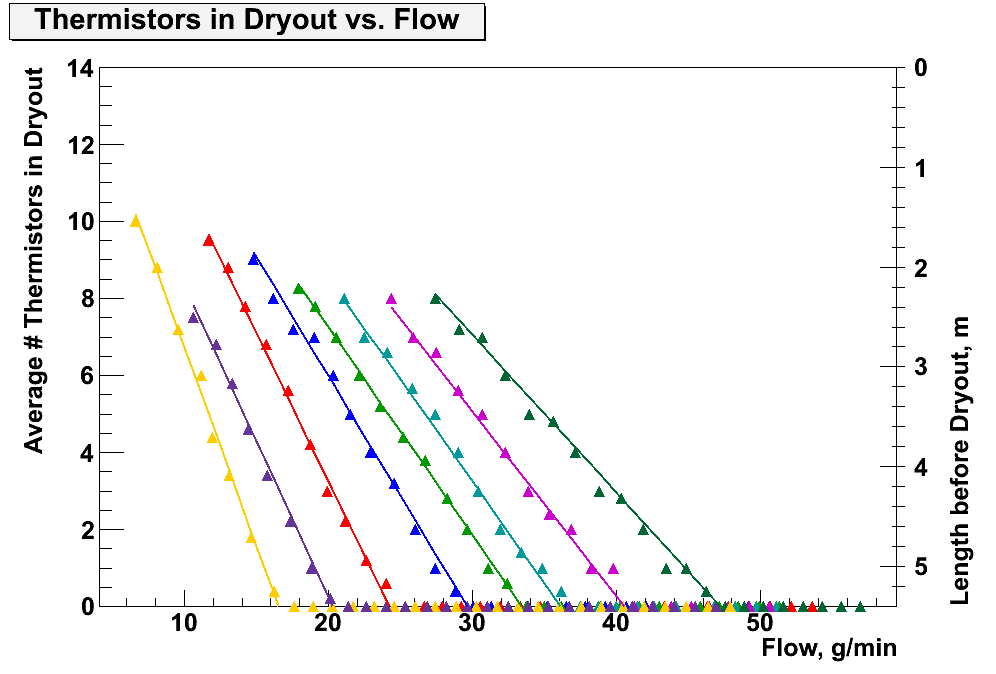 Thermistors in Dryout vs. Flow
Average # Thermistors in Dryout
14
12
10
8
6
4
2
0
0
1
2
3
4
5
Length before Dryout, m
10 20 30 40 50
Flow, g/min